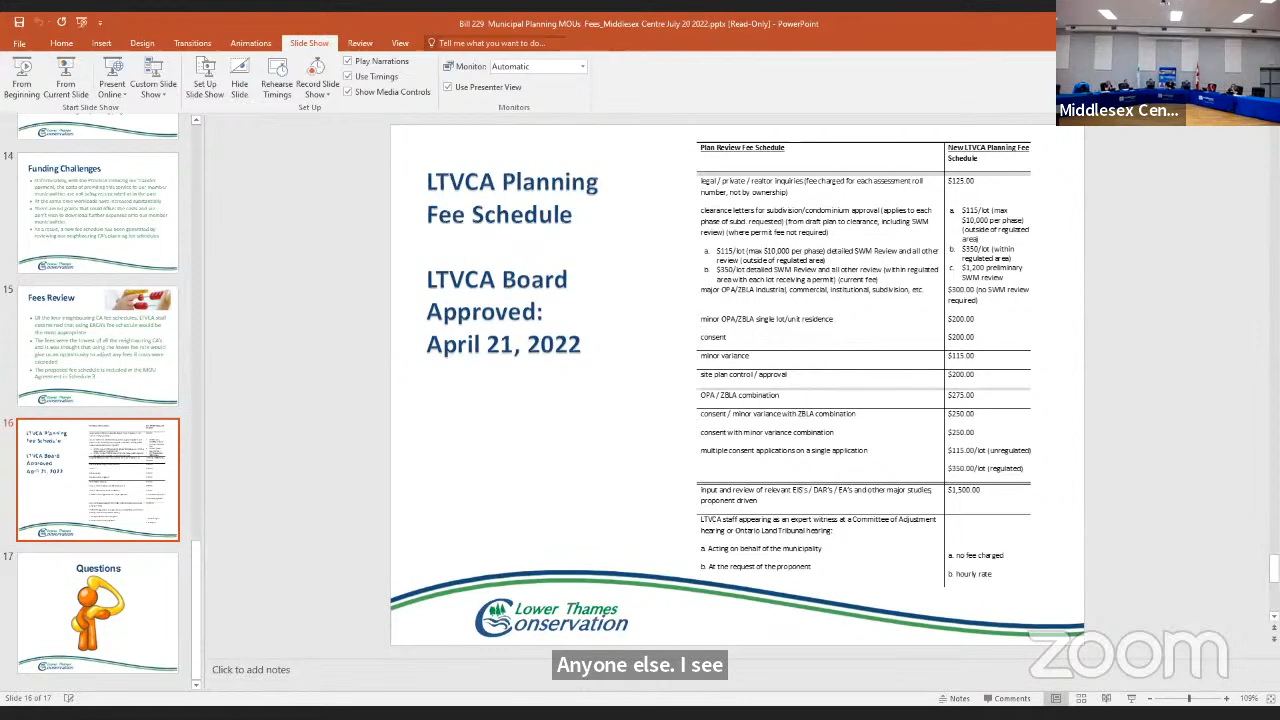 Bill 229 Municipal Planning MOUs Fees_Middlesex Centre July 20 2022.pptx [Read-Only] - PowerPoint
File Home Insert Design Transitions Animations Slide Show Review View Tell me what you want to do...
From Beginning
From Current Slide
Present Online
Custom Slide Show
Start Slide Show
Set Up Slide Show
Hide Slide
Rehearse Timings
Record Slide Show
Play Narrations
Use Timings
Show Media Controls
Set Up
Monitor: Automatic
Use Presenter View
Monitors
Middlesex Cen...
14
Funding Challenges
15
Fees Review
16
LTVCA Planning
Fee Schedule
LTVCA Board
Approved:
April 21, 2022
17
Questions
LTVCA Planning
Fee Schedule
LTVCA Board
Approved:
April 21, 2022
Plan Review Fee Schedule
New LTVCA Planning Fee
Schedule
legal / private / realtor inquiries (fee charged for each assessment roll
number, not by ownership)
$125.00
clearance letters for subdivision/condominium approval (applies to each
phase of subd. requested) (from draft plan to clearance, including SWM
review) (where permit fee not required)
a. $115/lot (max $10,000 per phase) detailed SWM Review and all other
review (outside of regulated area)
b. $350/lot detailed SWM Review and all other review (within regulated
area with each lot receiving a permit) (current fee)
a. $115/lot (max
$10,000 per phase)
(outside of regulated
area)
b. $350/lot (within
regulated area)
c. $1,200 preliminary
SWM review
major OPA/ZBLA industrial, commercial, institutional, subdivision, etc.
$300.00 (no SWM review
required)
minor OPA/ZBLA single lot/unit residence
$200.00
consent
$200.00
minor variance
$115.00
site plan control / approval
$200.00
OPA / ZBLA combination
$275.00
consent / minor variance with ZBLA combination
$250.00
consent with minor variance combination
$250.00
multiple consent applications on a single application
$115.00/lot (unregulated)
$350.00/lot (regulated)
input and review of relevant EIS / DAP's / EA's and other major studies,
proponent driven
$1,500.00
LTVCA staff appearing as an expert witness at a Committee of Adjustment
hearing or Ontario Land Tribunal hearing:
a. Acting on behalf of the municipality
a. no fee charged
b. At the request of the proponent
b. hourly rate
Lower Thames
Conservation
zoom
Anyone else. I see
Click to add notes
Slide 16 of 17
Notes Comments 109%